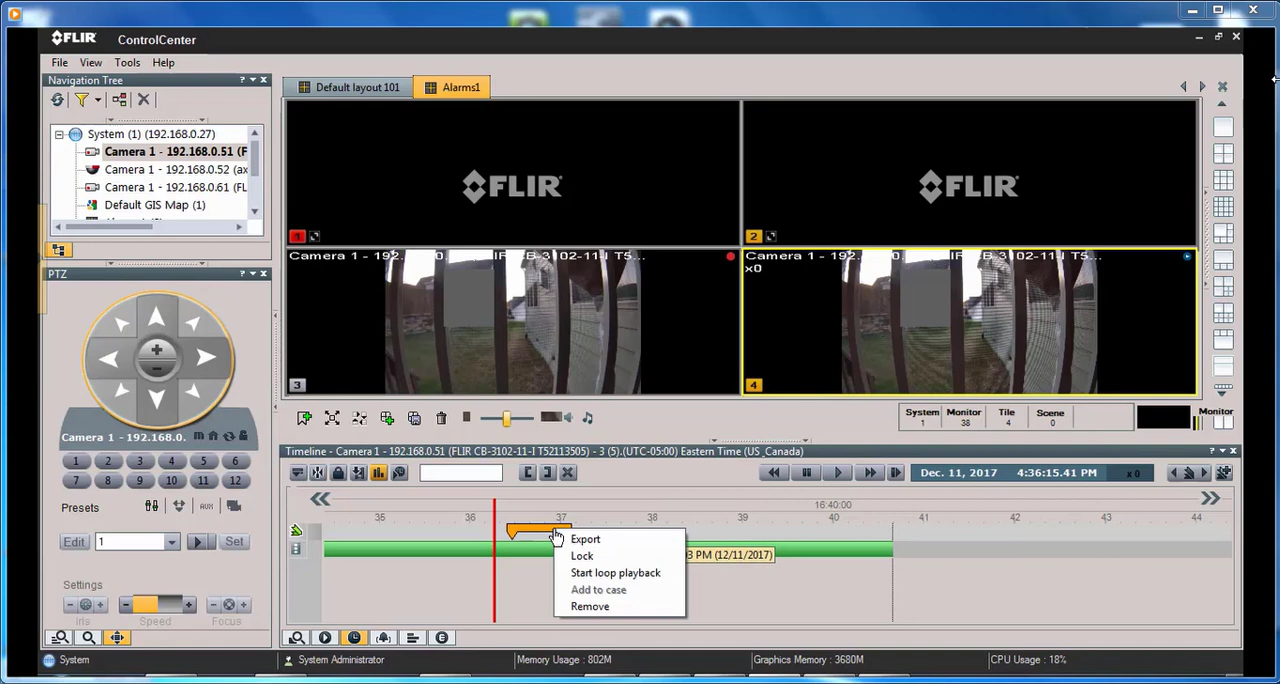 FLIR ControlCenter
File View Tools Help
Navigation Tree ?
System (1) (192.168.0.27)
Camera 1 - 192.168.0.51 (F
Camera 1 - 192.168.0.52 (ax
Camera 1 - 192.168.0.61 (FL
Default GIS Map (1)
PTZ ?
Camera 1 - 192.168.0.
1 2 3 4 5 6
7 8 9 10 11 12
Presets AUX
Edit 1 Set
Settings
Iris Speed Focus
Default layout 101 Alarms1
FLIR FLIR
1 2
Camera 1 - 192.
3102-11-I T5...
3
Camera 1 - 192.
3102-11-I T5...
x0
4
System Monitor Tile Scene
1 38 4 0
Monitor
Timeline - Camera 1 - 192.168.0.51 (FLIR CB-3102-11-I T52113505) - 3 (5),(UTC-05:00) Eastern Time (US_Canada) ?
Dec. 11, 2017 4:36:15.41 PM x 0
16:40:00
35 36 37 38 39 41 42 43 44
Export
Lock
3 PM (12/11/2017)
Start loop playback
Add to case
Remove
System System Administrator Memory Usage : 802M Graphics Memory : 3680M CPU Usage : 18%